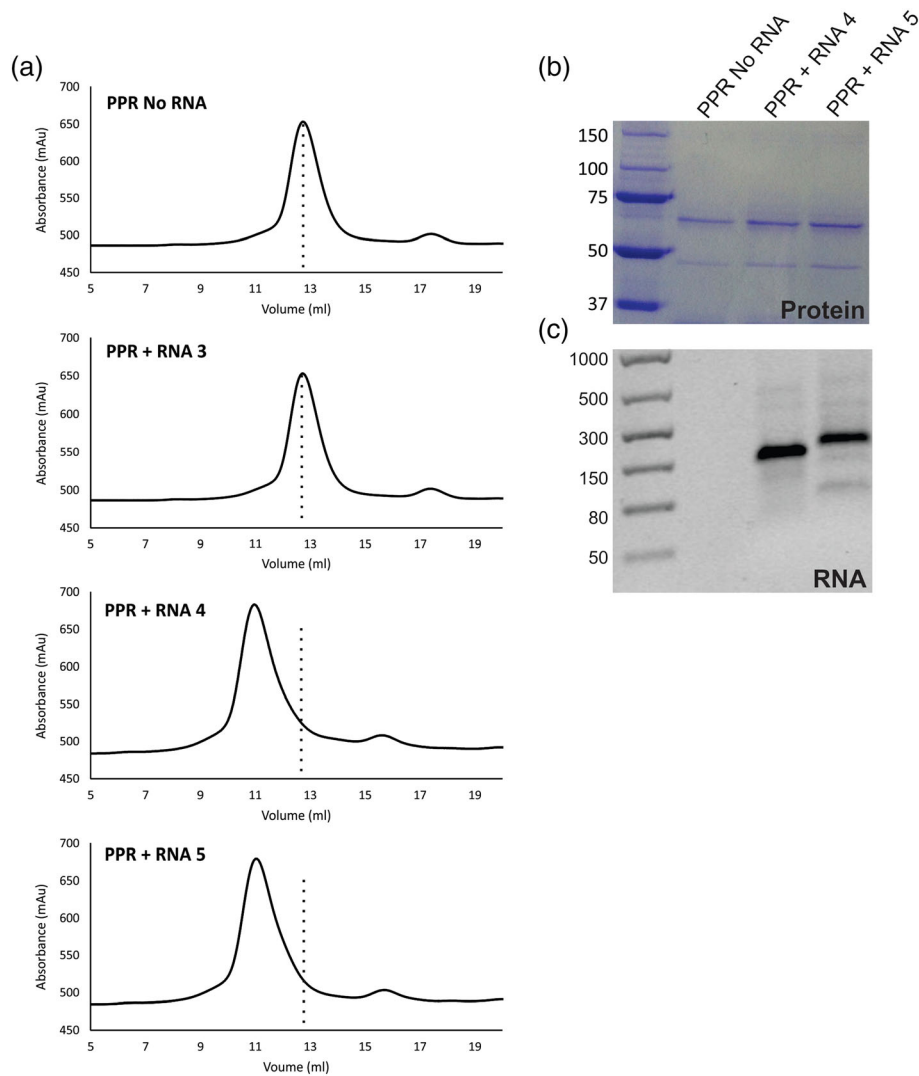 (a)
PPR No RNA
Absorbance (mAu)
700
650
600
550
500
450
5 7 9 11 13 15 17 19
Volume (ml)
PPR + RNA 3
Absorbance (mAu)
700
650
600
550
500
450
5 7 9 11 13 15 17 19
Volume (ml)
PPR + RNA 4
Absorbance (mAu)
700
650
600
550
500
450
5 7 9 11 13 15 17 19
Volume (ml)
PPR + RNA 5
Absorbance (mAu)
700
650
600
550
500
450
5 7 9 11 13 15 17 19
Voume (ml)
(b)
PPR No RNA
PPR + RNA 4
PPR + RNA 5
150
100
75
50
37
Protein
(c)
1000
500
300
150
80
50
RNA